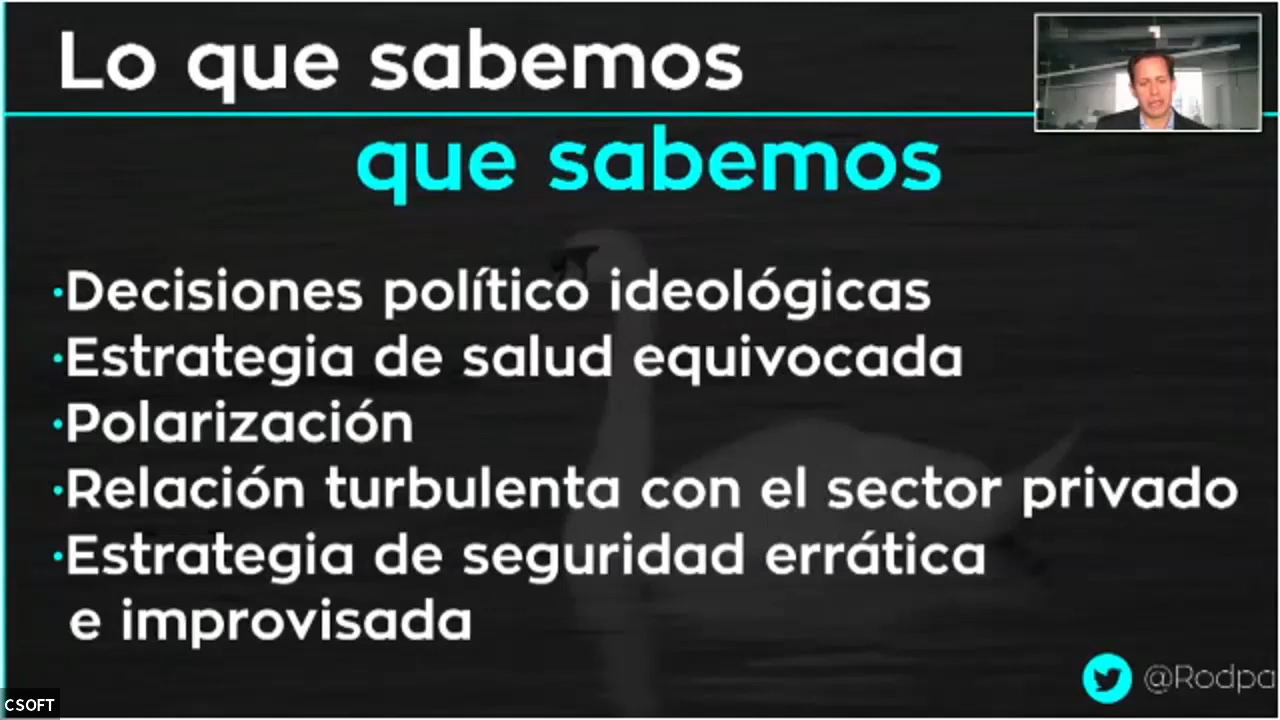 Lo que sabemos
que sabemos
·Decisiones político ideológicas
·Estrategia de salud equivocada
·Polarización
·Relación turbulenta con el sector privado
·Estrategia de seguridad errática
e improvisada
@Rodpa
CSOFT